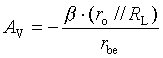 A_V = − β · (r_o // R_L) / r_be